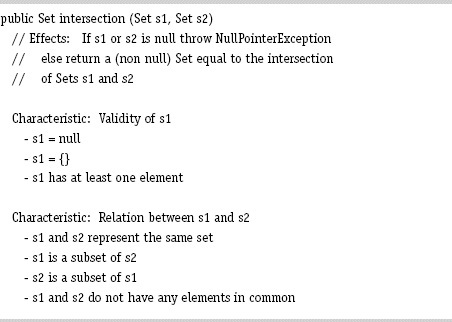 public Set intersection (Set s1, Set s2)
// Effects: If s1 or s2 is null throw NullPointerException
// else return a (non null) Set equal to the intersection
// of Sets s1 and s2
Characteristic: Validity of s1
- s1 = null
- s1 = {}
- s1 has at least one element
Characteristic: Relation between s1 and s2
- s1 and s2 represent the same set
- s1 is a subset of s2
- s2 is a subset of s1
- s1 and s2 do not have any elements in common